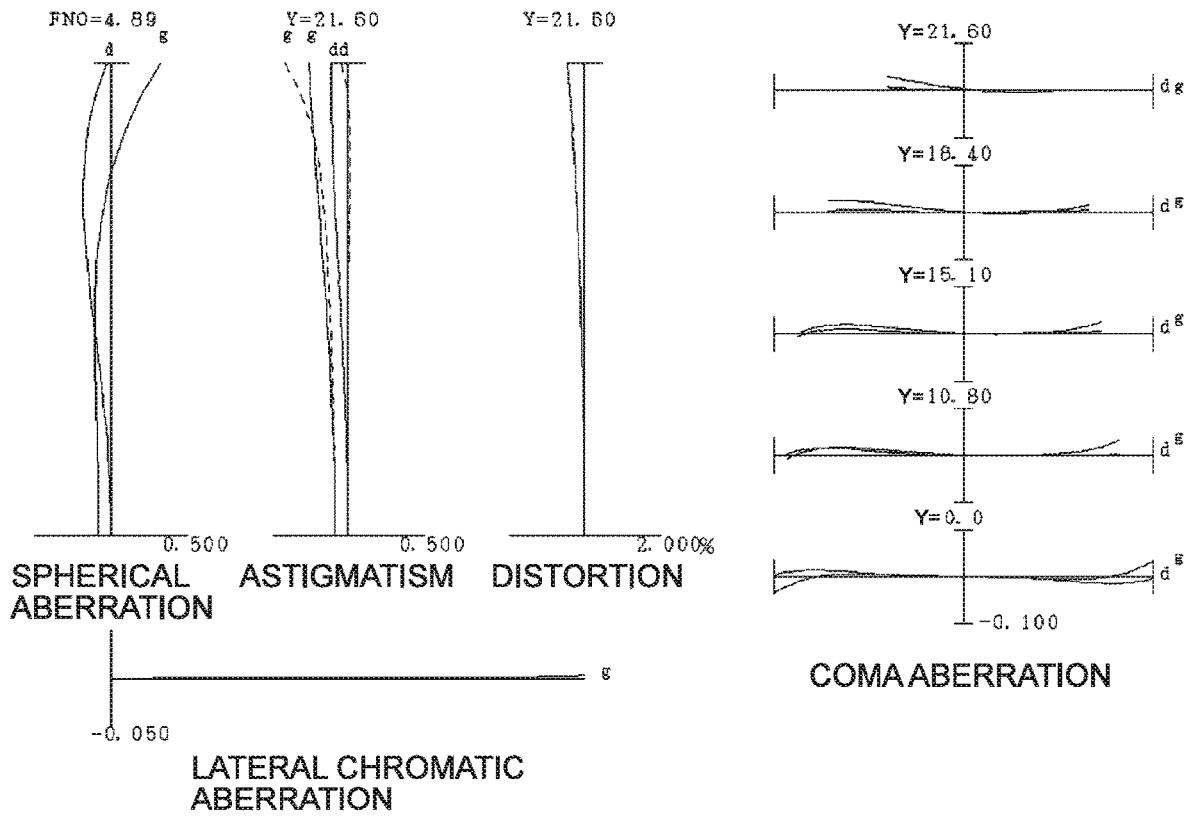 FNO=4.89
g
d
0.500
SPHERICAL
ABERRATION
Y=21.60
g g
dd
0.500
ASTIGMATISM
Y=21.60
2.000%
DISTORTION
g
-0.050
LATERAL CHROMATIC
ABERRATION
Y=21.60
d g
Y=18.40
d g
Y=15.10
d g
Y=10.80
d g
Y=0.0
d g
-0.100
COMA ABERRATION